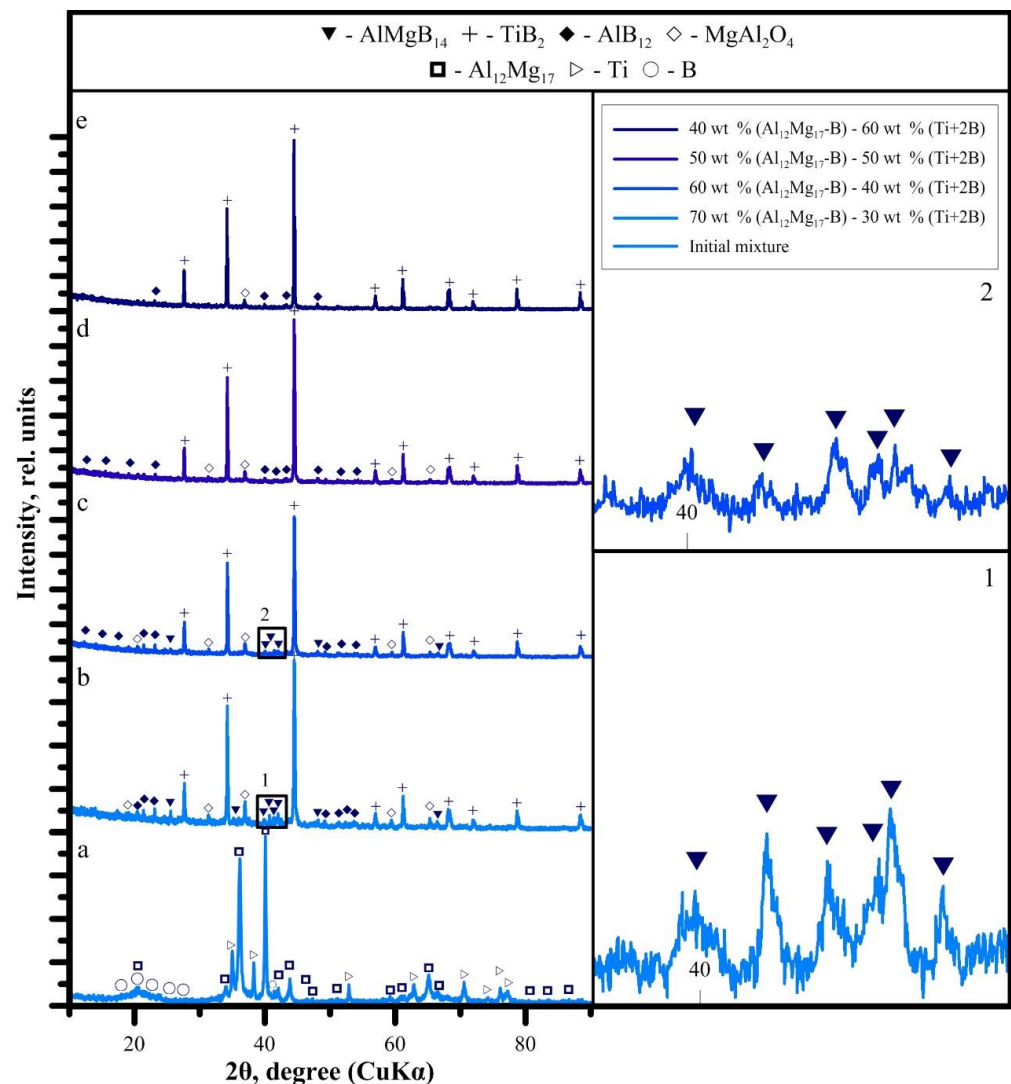 ▼ - AlMgB₁₄ + - TiB₂ ◆ - AlB₁₂ ◇ - MgAl₂O₄
□ - Al₁₂Mg₁₇ ▷ - Ti ○ - B
e
d
c
2
b
1
a
Intensity, rel. units
20 40 60 80
2θ, degree (CuKα)
40 wt % (Al₁₂Mg₁₇-B) - 60 wt % (Ti+2B)
50 wt % (Al₁₂Mg₁₇-B) - 50 wt % (Ti+2B)
60 wt % (Al₁₂Mg₁₇-B) - 40 wt % (Ti+2B)
70 wt % (Al₁₂Mg₁₇-B) - 30 wt % (Ti+2B)
Initial mixture
2
40
1
40